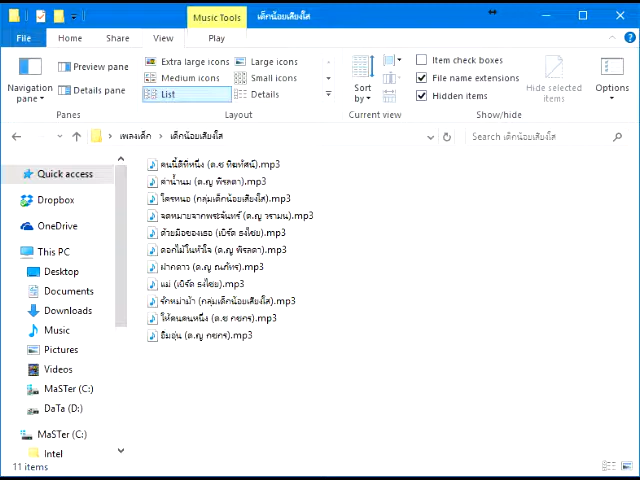 Music Tools เด็กน้อยเสียงใส
File Home Share View Play
Navigation pane
Preview pane
Details pane
Panes
Extra large icons Large icons
Medium icons Small icons
List Details
Layout
Sort by
Current view
Item check boxes
File name extensions
Hidden items
Hide selected items
Show/hide
Options
เพลงเด็ก เด็กน้อยเสียงใส
Search เด็กน้อยเสียงใส
Quick access
Dropbox
OneDrive
This PC
Desktop
Documents
Downloads
Music
Pictures
Videos
MaSTer (C:)
DaTa (D:)
MaSTer (C:)
Intel
คนนี้ดีที่หนึ่ง (ด.ช ทีฆทัศน์).mp3
ค่าน้ำนม (ด.ญ พีรดา).mp3
ใครหนอ (กลุ่มเด็กน้อยเสียงใส).mp3
จดหมายจากพระจันทร์ (ด.ญ วรามน).mp3
ด้วยมือของเธอ (เบิร์ด ธงไชย).mp3
ดอกไม้ในหัวใจ (ด.ญ พีรดา).mp3
ฝากดาว (ด.ญ ณภัทร).mp3
แม่ (เบิร์ด ธงไชย).mp3
รักหม่าม้า (กลุ่มเด็กน้อยเสียงใส).mp3
ให้คนคนหนึ่ง (ด.ช กชกร).mp3
อิ่มอุ่น (ด.ญ กชกร).mp3
11 items